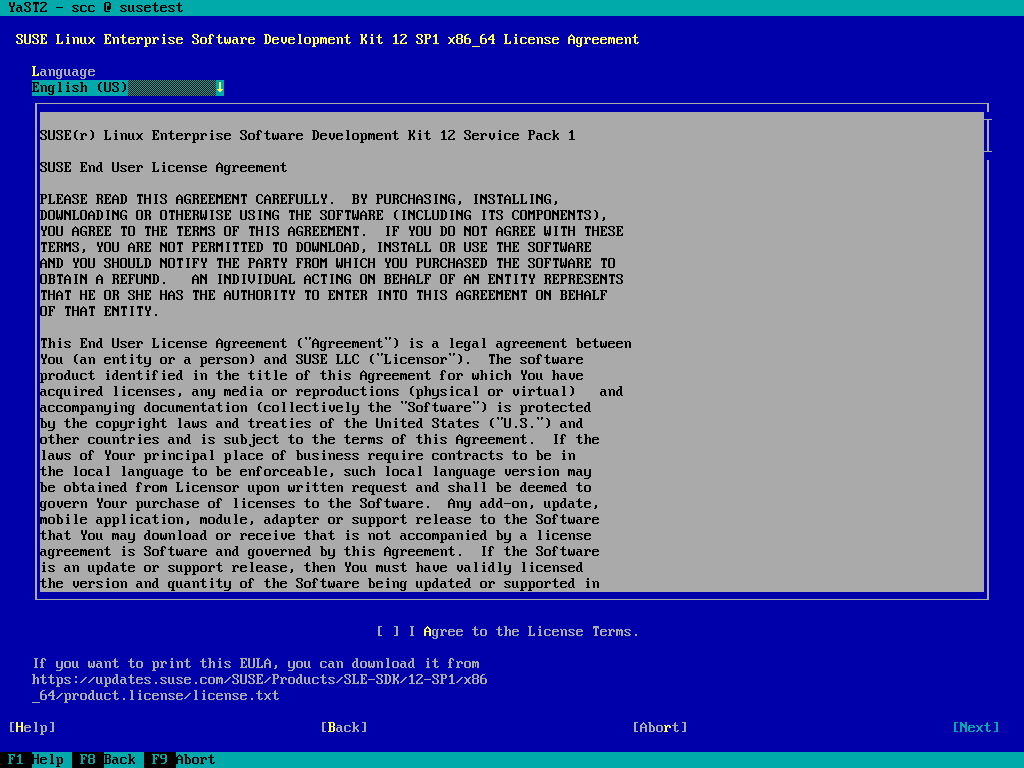 YaST2 - scc @ susetest
SUSE Linux Enterprise Software Development Kit 12 SP1 x86_64 License Agreement
Language
English (US)↓
SUSE(r) Linux Enterprise Software Development Kit 12 Service Pack 1
SUSE End User License Agreement
PLEASE READ THIS AGREEMENT CAREFULLY.  BY PURCHASING, INSTALLING,
DOWNLOADING OR OTHERWISE USING THE SOFTWARE (INCLUDING ITS COMPONENTS),
YOU AGREE TO THE TERMS OF THIS AGREEMENT.  IF YOU DO NOT AGREE WITH THESE
TERMS, YOU ARE NOT PERMITTED TO DOWNLOAD, INSTALL OR USE THE SOFTWARE
AND YOU SHOULD NOTIFY THE PARTY FROM WHICH YOU PURCHASED THE SOFTWARE TO
OBTAIN A REFUND.   AN INDIVIDUAL ACTING ON BEHALF OF AN ENTITY REPRESENTS
THAT HE OR SHE HAS THE AUTHORITY TO ENTER INTO THIS AGREEMENT ON BEHALF
OF THAT ENTITY.
This End User License Agreement ("Agreement") is a legal agreement between
You (an entity or a person) and SUSE LLC ("Licensor").  The software
product identified in the title of this Agreement for which You have
acquired licenses, any media or reproductions (physical or virtual)   and
accompanying documentation (collectively the "Software") is protected
by the copyright laws and treaties of the United States ("U.S.") and
other countries and is subject to the terms of this Agreement.  If the
laws of Your principal place of business require contracts to be in
the local language to be enforceable, such local language version may
be obtained from Licensor upon written request and shall be deemed to
govern Your purchase of licenses to the Software.  Any add-on, update,
mobile application, module, adapter or support release to the Software
that You may download or receive that is not accompanied by a license
agreement is Software and governed by this Agreement.  If the Software
is an update or support release, then You must have validly licensed
the version and quantity of the Software being updated or supported in
[ ] I Agree to the License Terms.
If you want to print this EULA, you can download it from
https://updates.suse.com/SUSE/Products/SLE-SDK/12-SP1/x86
_64/product.license/license.txt
[Help] [Back] [Abort] [Next]
F1 Help F8 Back F9 Abort